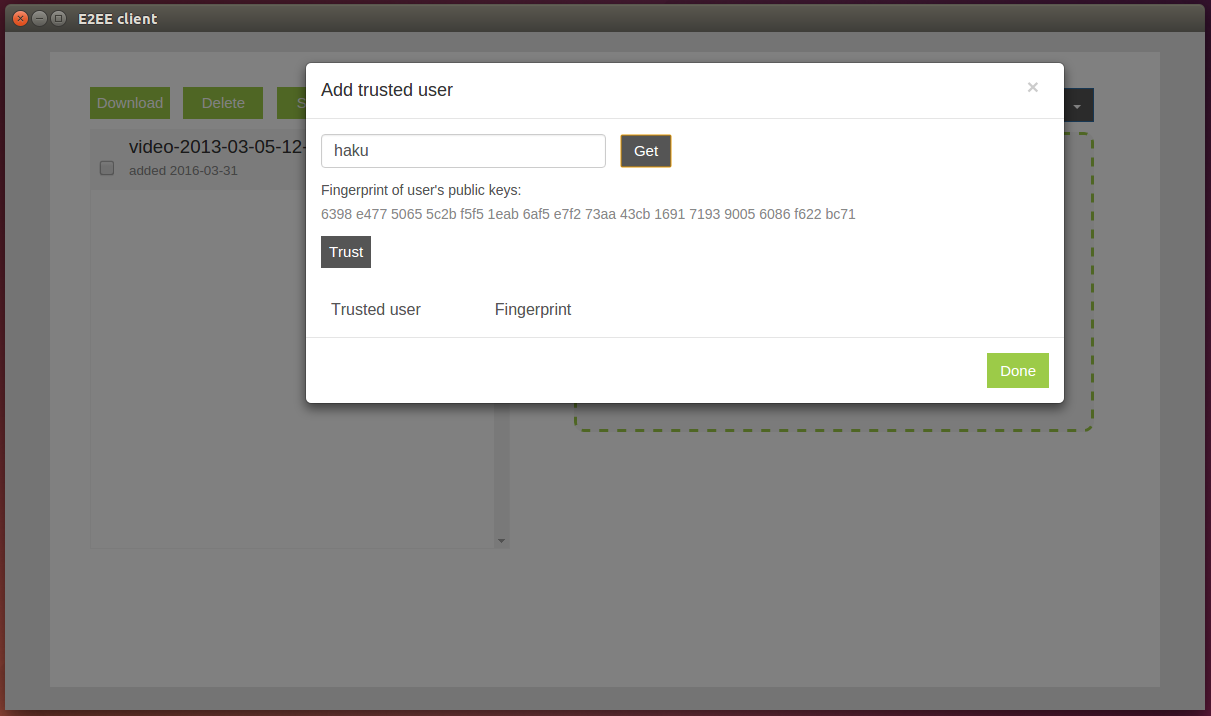 E2EE client
Add trusted user
×
Download Delete S
haku Get
video-2013-03-05-12-
added 2016-03-31
Fingerprint of user's public keys:
6398 e477 5065 5c2b f5f5 1eab 6af5 e7f2 73aa 43cb 1691 7193 9005 6086 f622 bc71
Trust
Trusted user Fingerprint
Done